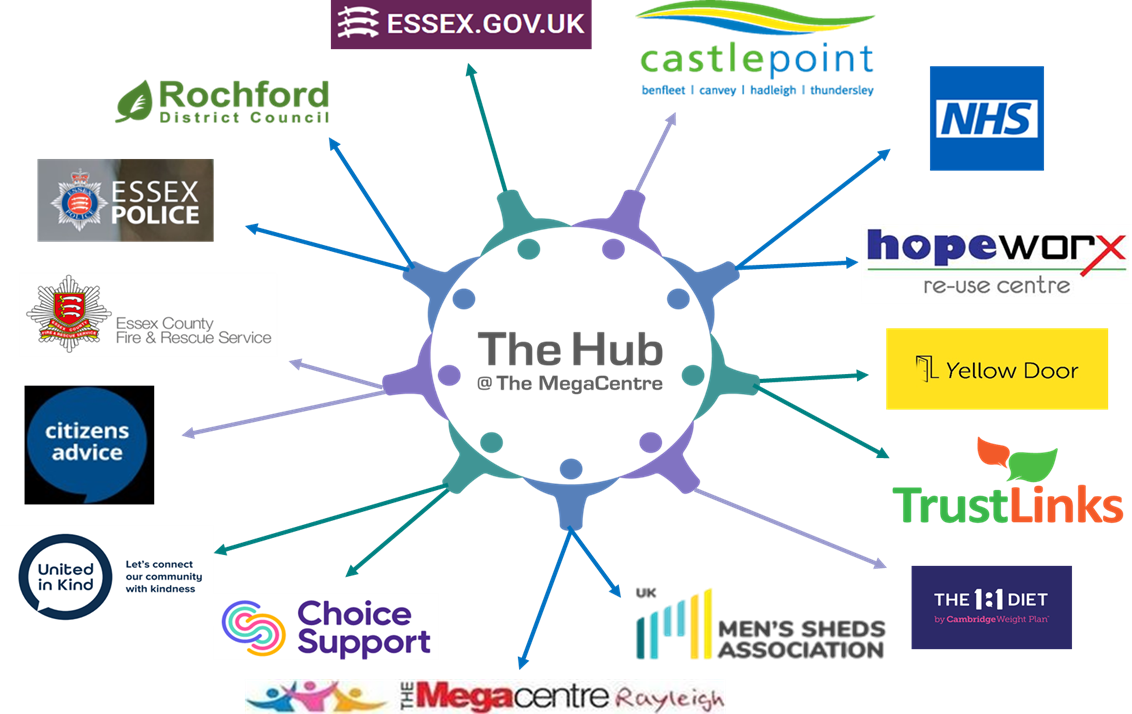 ESSEX.GOV.UK
castlepoint
benfleet | canvey | hadleigh | thundersley
Rochford
District Council
NHS
ESSEX
POLICE
hopeworx
re-use centre
Essex County
Fire & Rescue Service
The Hub
@ The MegaCentre
Yellow Door
citizens
advice
TrustLinks
United
in Kind
Let's connect
our community
with kindness
THE 1:1 DIET
by Cambridge Weight Plan
Choice
Support
UK
MEN'S SHEDS
ASSOCIATION
THE Megacentre Rayleigh